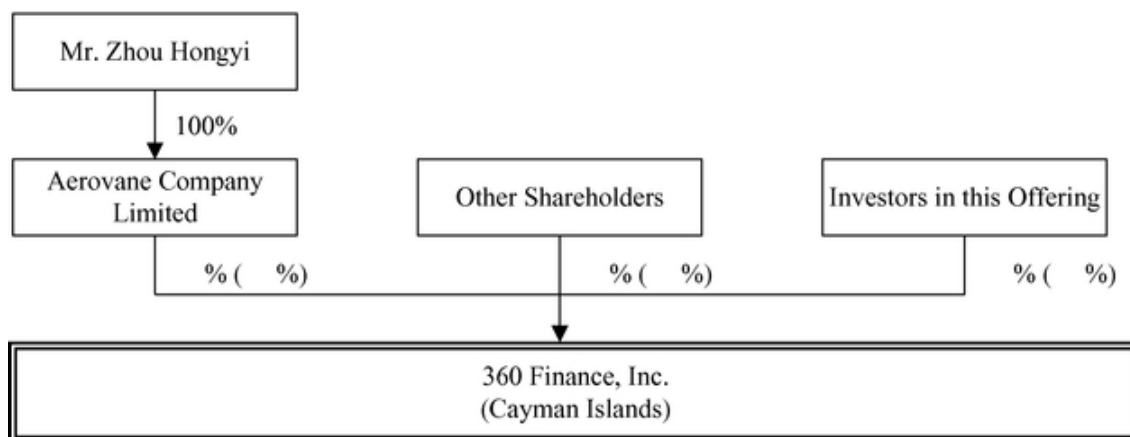 Mr. Zhou Hongyi
100%
Aerovane Company
Limited
Other Shareholders
Investors in this Offering
% ( %)
% ( %)
% ( %)
360 Finance, Inc.
(Cayman Islands)